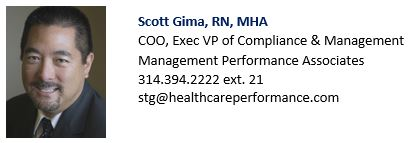 Scott Gima, RN, MHA
COO, Exec VP of Compliance & Management
Management Performance Associates
314.394.2222 ext. 21
stg@healthcareperformance.com